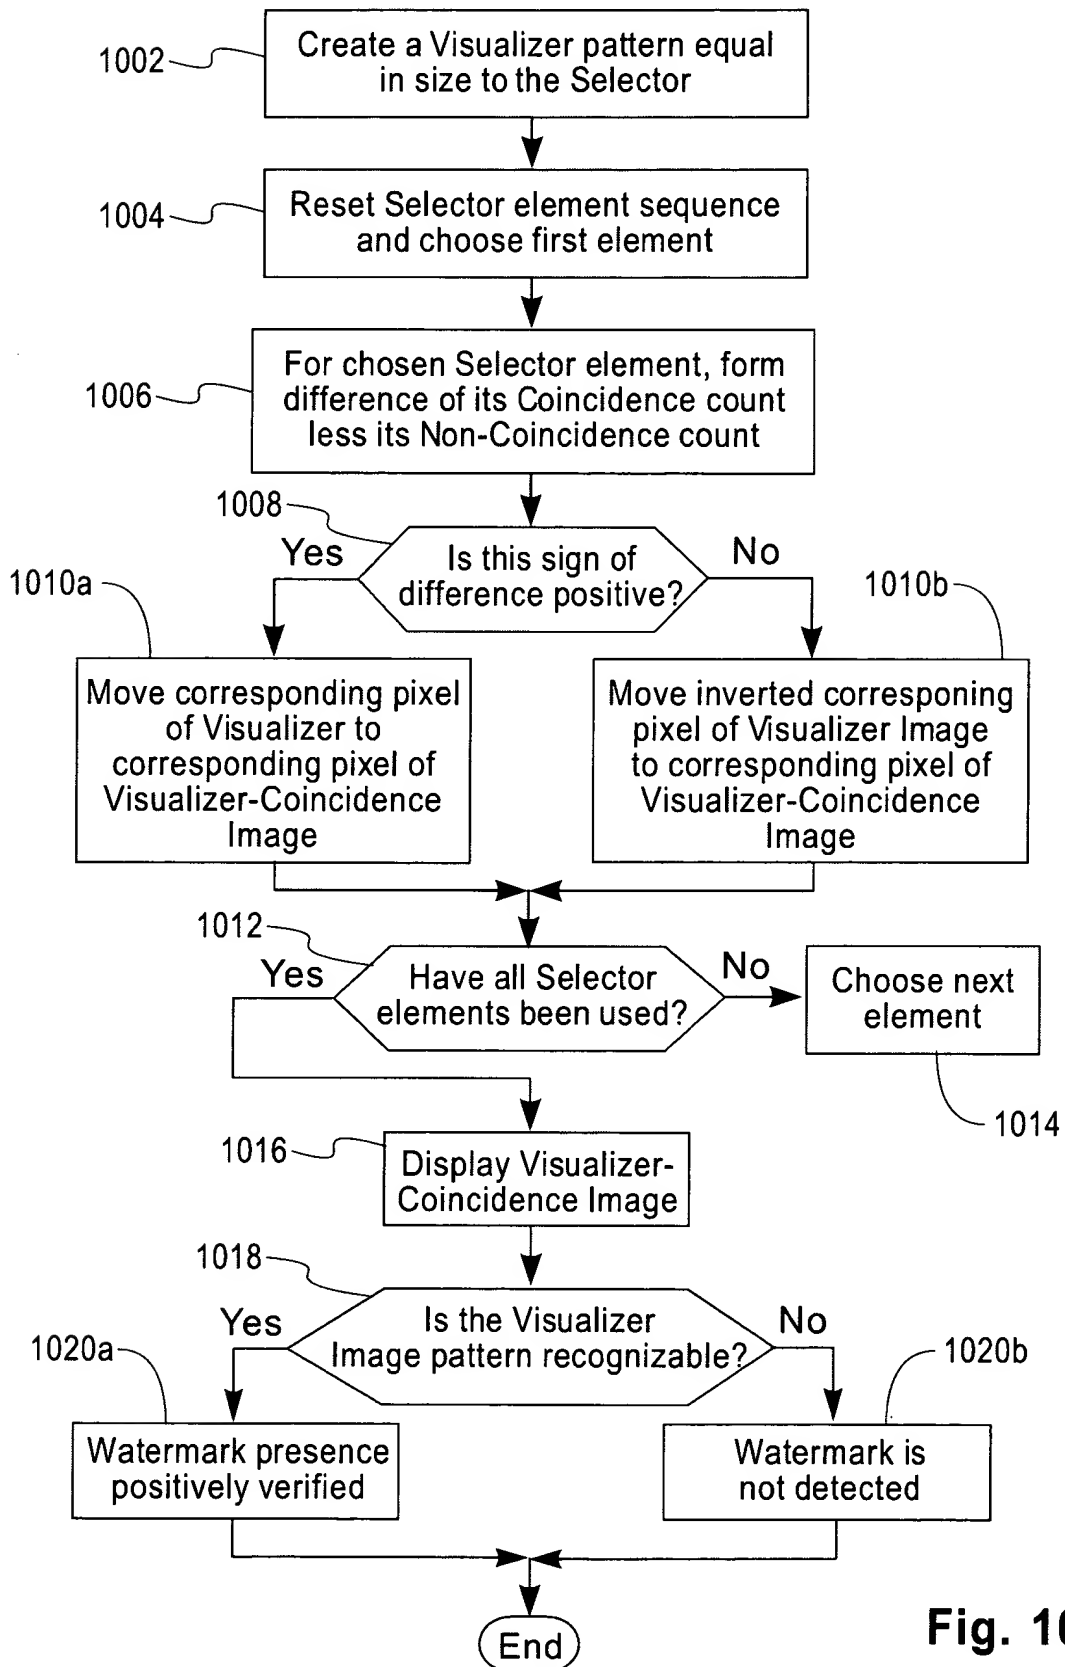 Create a Visualizer pattern equal
in size to the Selector
1002
Reset Selector element sequence
and choose first element
1004
For chosen Selector element, form
difference of its Coincidence count
less its Non-Coincidence count
1006
1008
Yes
Is this sign of
difference positive?
No
1010a
1010b
Move corresponding pixel
of Visualizer to
corresponding pixel of
Visualizer-Coincidence
Image
Move inverted corresponing
pixel of Visualizer Image
to corresponding pixel of
Visualizer-Coincidence
Image
1012
Yes
Have all Selector
elements been used?
No
Choose next
element
1014
1016
Display Visualizer-
Coincidence Image
1018
Yes
Is the Visualizer
Image pattern recognizable?
No
1020a
1020b
Watermark presence
positively verified
Watermark is
not detected
End
Fig. 10